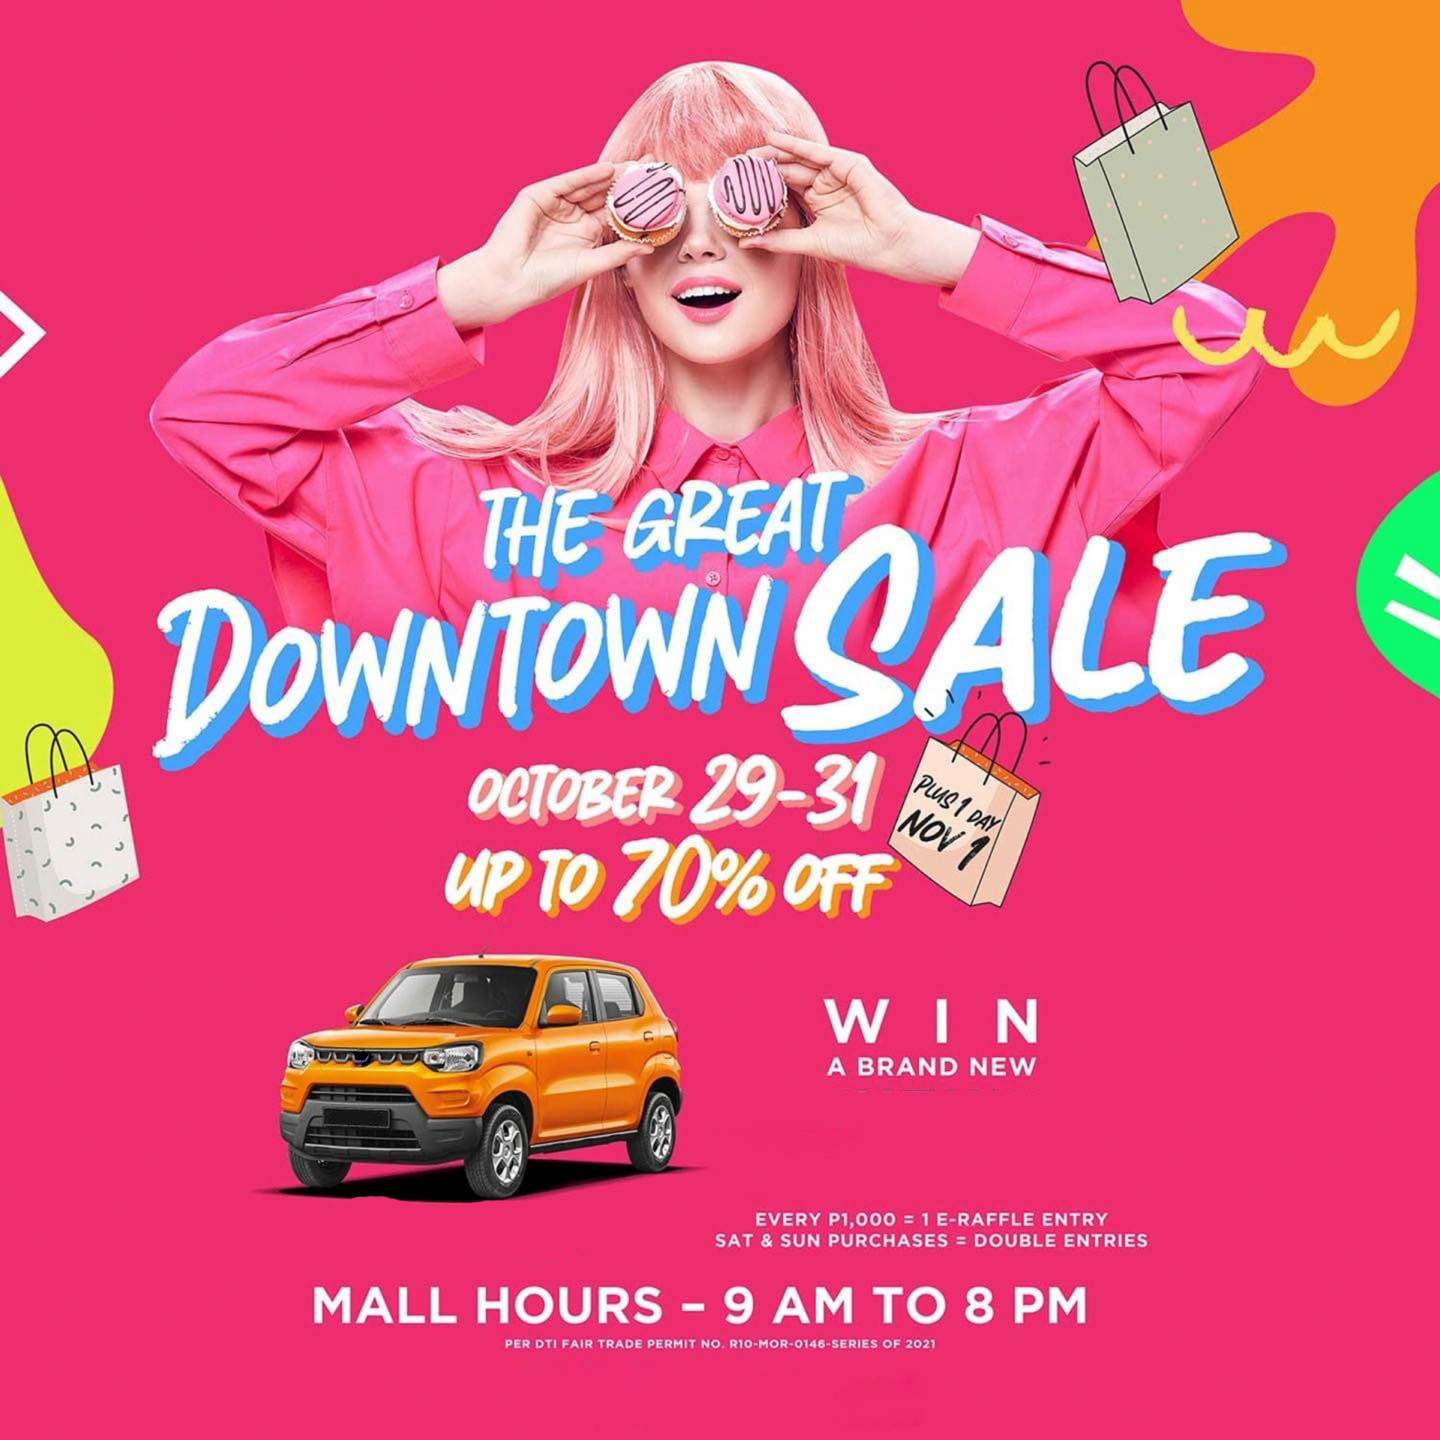 THE GREAT
DOWNTOWN SALE
OCTOBER 29-31
PLUS 1 DAY
NOV 1
UP TO 70% OFF
WIN
A BRAND NEW
EVERY P1,000 = 1 E-RAFFLE ENTRY
SAT & SUN PURCHASES = DOUBLE ENTRIES
MALL HOURS – 9 AM TO 8 PM
PER DTI FAIR TRADE PERMIT NO. R10-MOR-0146-SERIES OF 2021